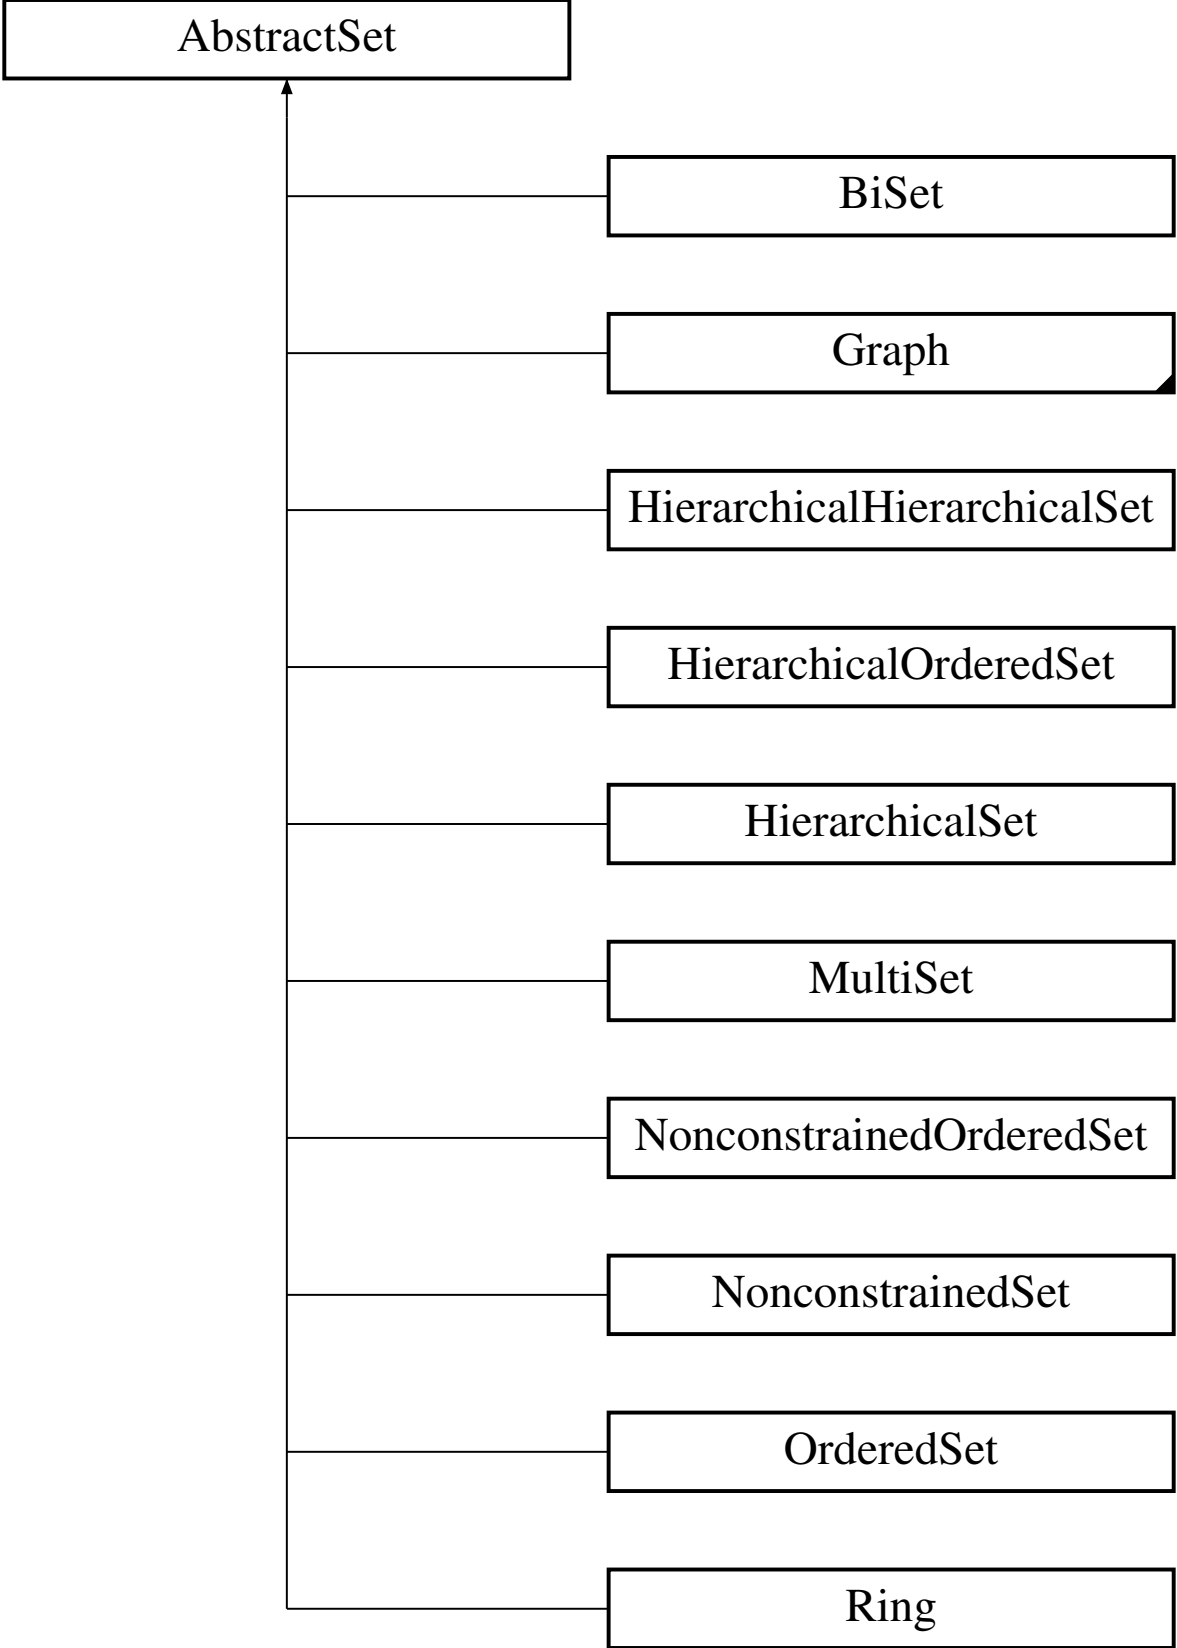 AbstractSet
BiSet
Graph
HierarchicalHierarchicalSet
HierarchicalOrderedSet
HierarchicalSet
MultiSet
NonconstrainedOrderedSet
NonconstrainedSet
OrderedSet
Ring